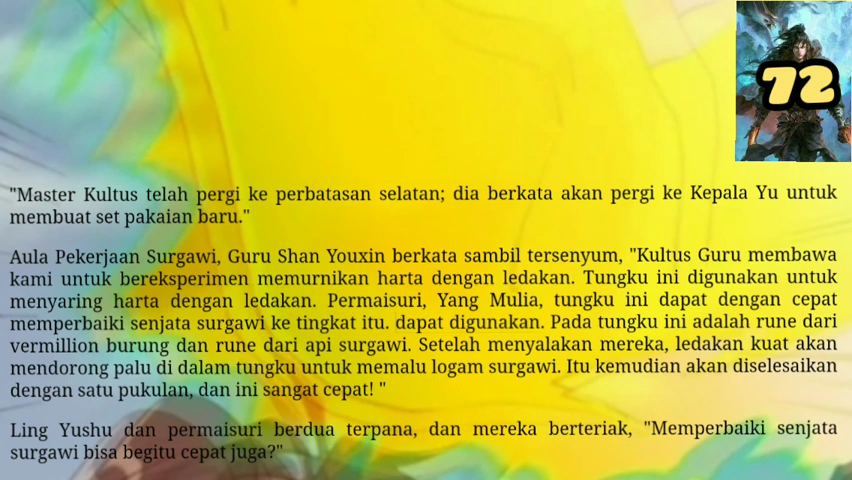 72
"Master Kultus telah pergi ke perbatasan selatan; dia berkata akan pergi ke Kepala Yu untuk
membuat set pakaian baru."
Aula Pekerjaan Surgawi, Guru Shan Youxin berkata sambil tersenyum, "Kultus Guru membawa
kami untuk bereksperimen memurnikan harta dengan ledakan. Tungku ini digunakan untuk
menyaring harta dengan ledakan. Permaisuri, Yang Mulia, tungku ini dapat dengan cepat
memperbaiki senjata surgawi ke tingkat itu. dapat digunakan. Pada tungku ini adalah rune dari
vermillion burung dan rune dari api surgawi. Setelah menyalakan mereka, ledakan kuat akan
mendorong palu di dalam tungku untuk memalu logam surgawi. Itu kemudian akan diselesaikan
dengan satu pukulan, dan ini sangat cepat! "
Ling Yushu dan permaisuri berdua terpana, dan mereka berteriak, "Memperbaiki senjata
surgawi bisa begitu cepat juga?"